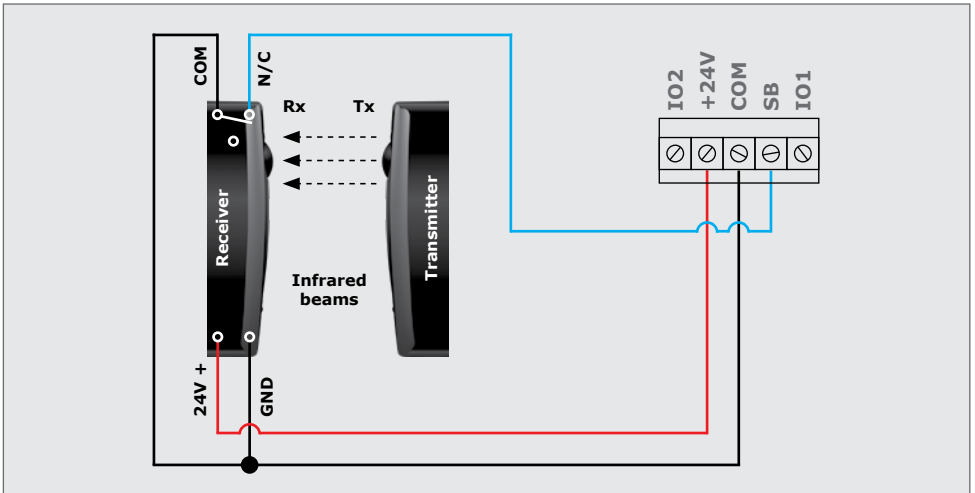 COM
N/C
IO2
+24V
COM
SB
IO1
Rx
Tx
Receiver
Transmitter
Infrared
beams
24V +
GND